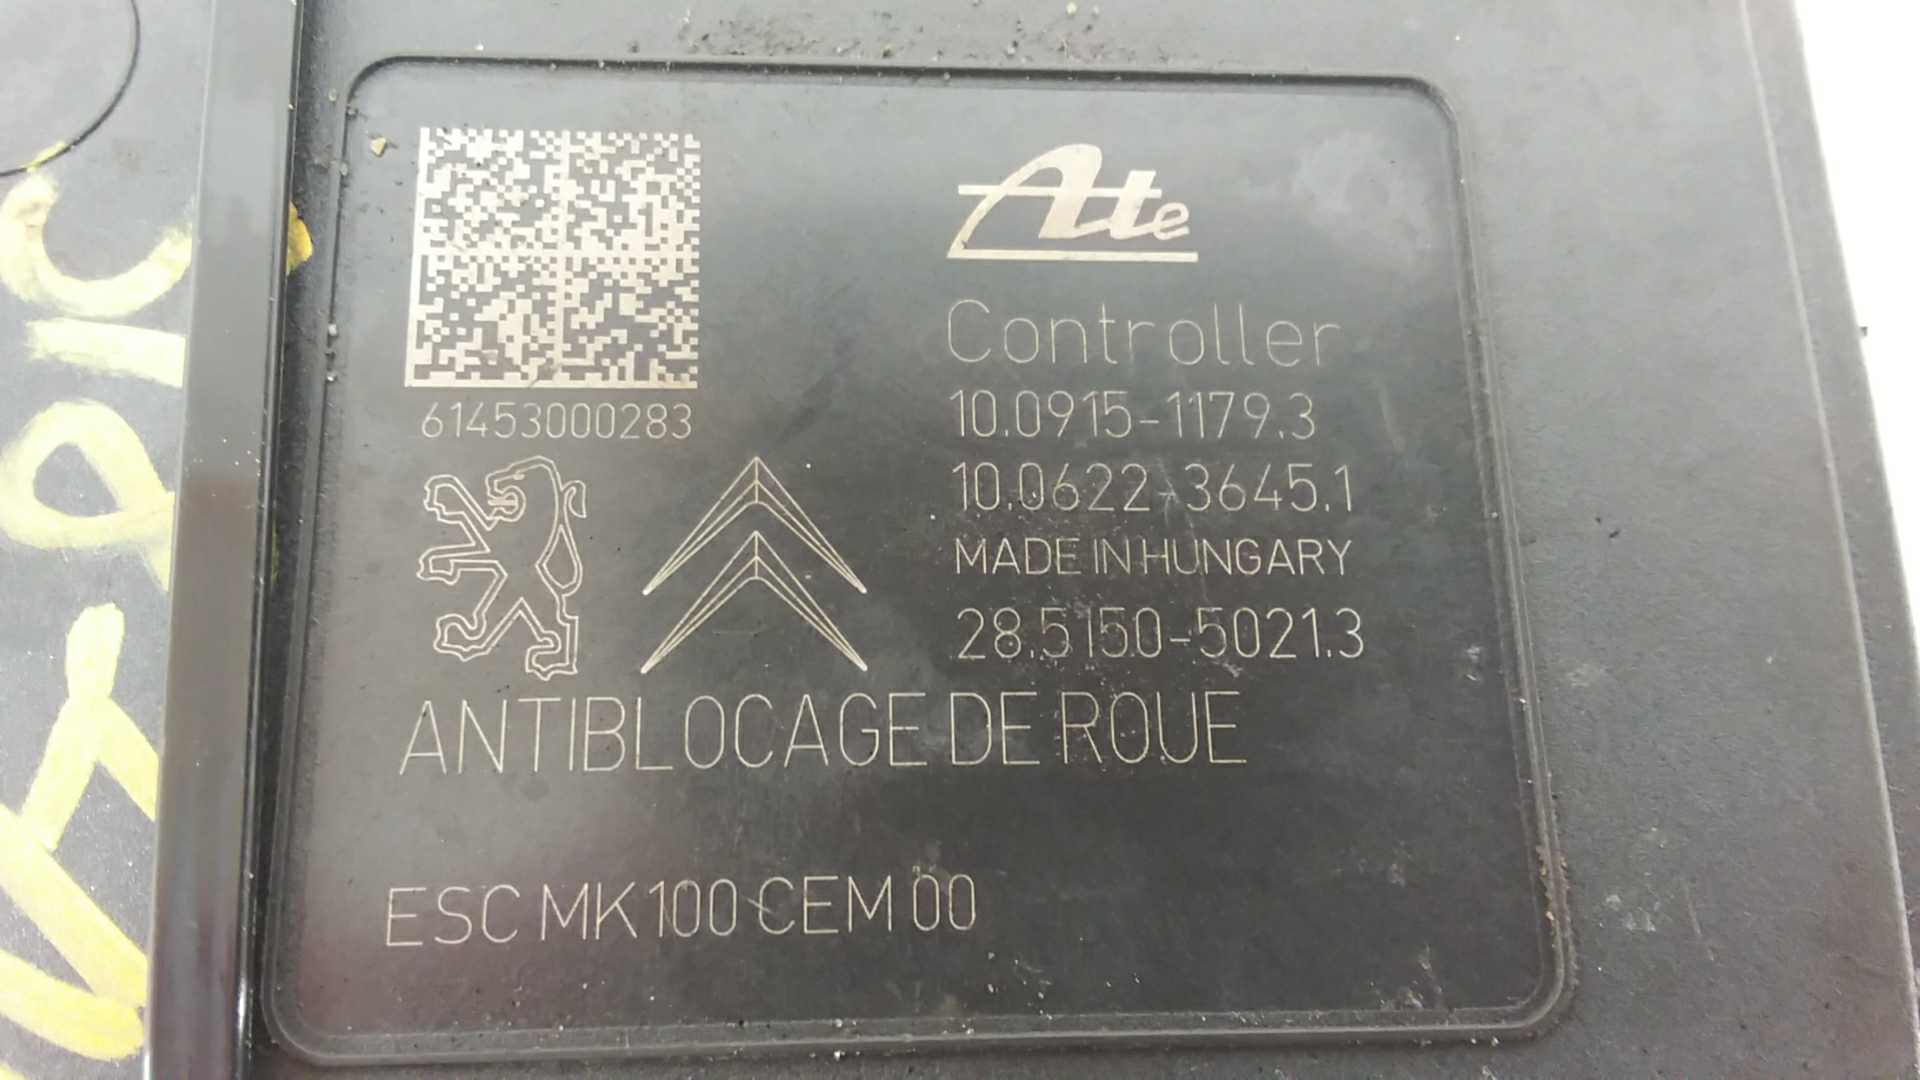 Ate
Controller
10.0915-1179.3
10.0622-3645.1
MADE IN HUNGARY
28.5150-5021.3
61453000283
ANTIBLOCAGE DE ROUE
ESC MK100 CEM 00